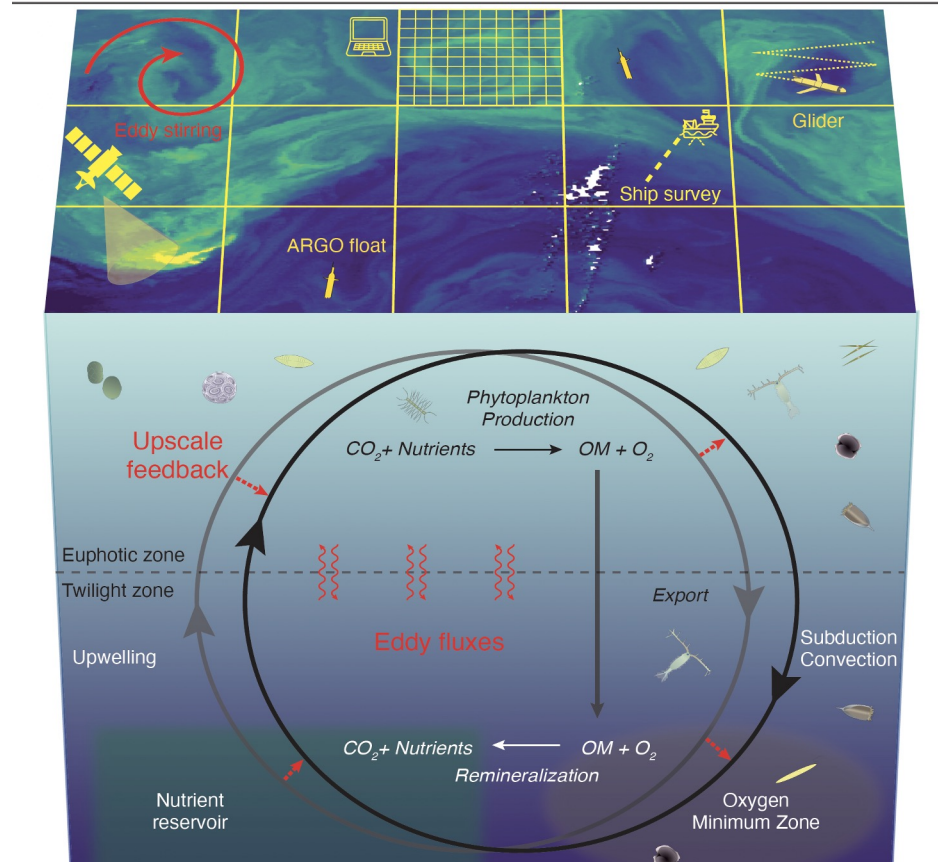 Eddy stirring
Glider
Ship survey
ARGO float
Phytoplankton
Production
Upscale
feedback
CO₂+ Nutrients
OM + O₂
Euphotic zone
Twilight zone
Export
Eddy fluxes
Upwelling
Subduction
Convection
CO₂+ Nutrients
OM + O₂
Remineralization
Nutrient
reservoir
Oxygen
Minimum Zone